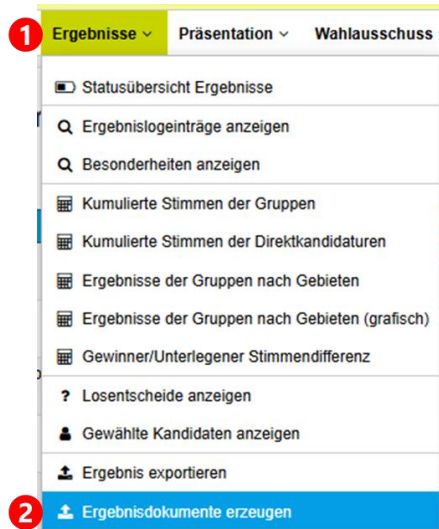 1 Ergebnisse Präsentation Wahlausschuss
Statusübersicht Ergebnisse
Ergebnislogeinträge anzeigen
Besonderheiten anzeigen
Kumulierte Stimmen der Gruppen
Kumulierte Stimmen der Direktkandidaturen
Ergebnisse der Gruppen nach Gebieten
Ergebnisse der Gruppen nach Gebieten (grafisch)
Gewinner/Unterlegener Stimmendifferenz
? Losentscheide anzeigen
Gewählte Kandidaten anzeigen
Ergebnis exportieren
2 Ergebnisdokumente erzeugen